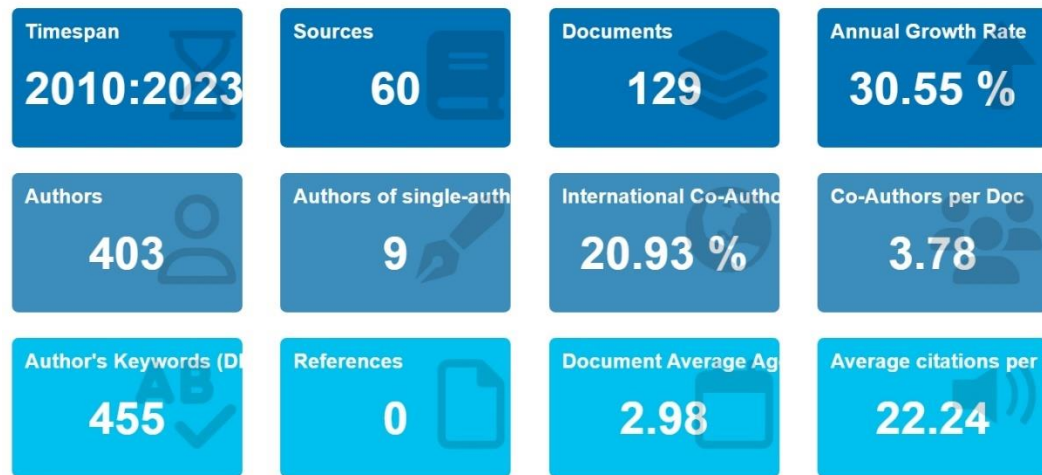 Timespan
2010:2023
Sources
60
Documents
129
Annual Growth Rate
30.55 %
Authors
403
Authors of single-auth
9
International Co-Autho
20.93 %
Co-Authors per Doc
3.78
Author's Keywords (DE
455
References
0
Document Average Ag
2.98
Average citations per
22.24
AB